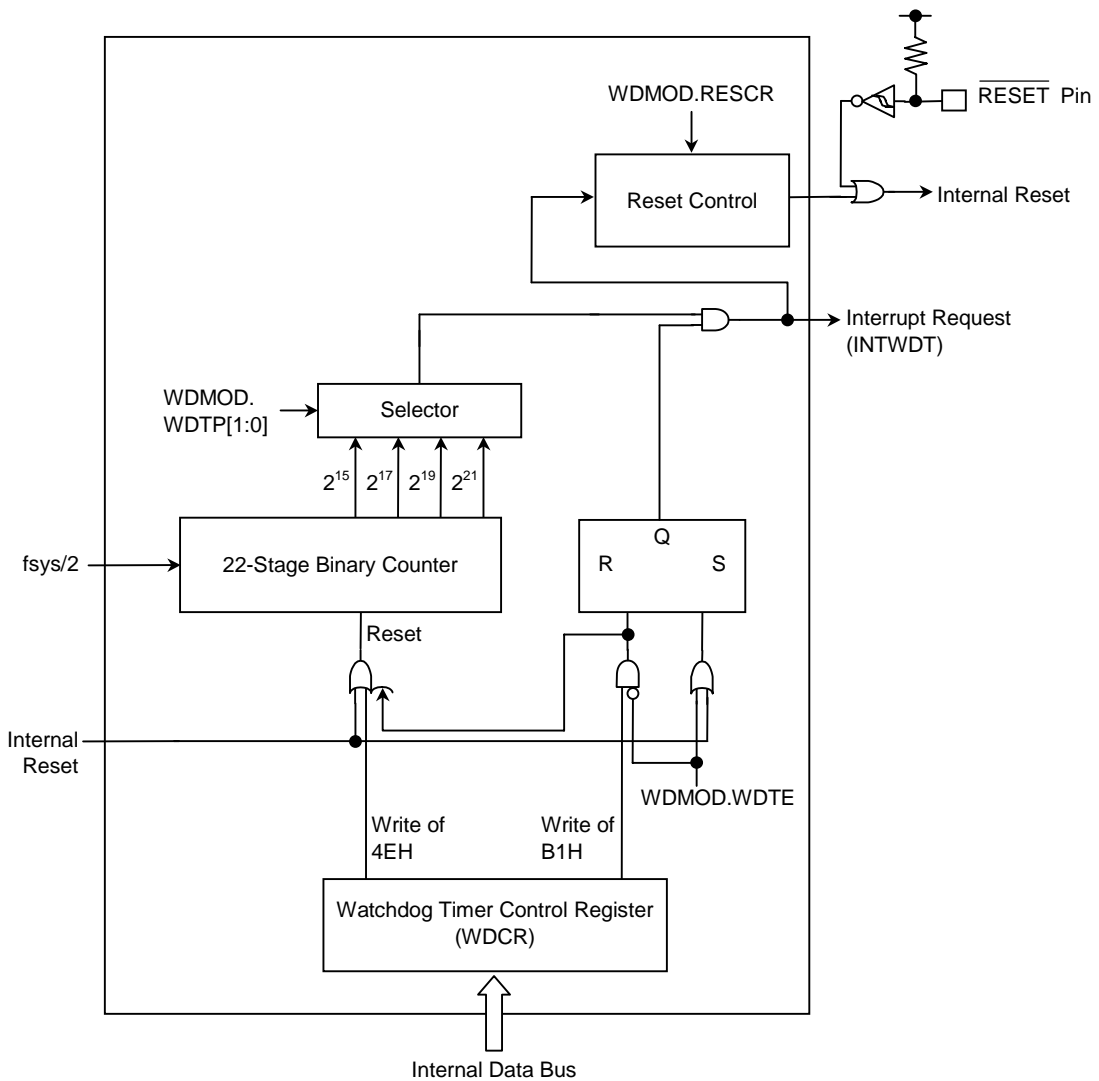 WDMOD.RESCR
RESET Pin
Reset Control
Internal Reset
Interrupt Request
(INTWDT)
WDMOD.
WDTP[1:0]
Selector
2^15 2^17 2^19 2^21
fsys/2
22-Stage Binary Counter
Q
R S
Reset
Internal
Reset
WDMOD.WDTE
Write of
4EH
Write of
B1H
Watchdog Timer Control Register
(WDCR)
Internal Data Bus